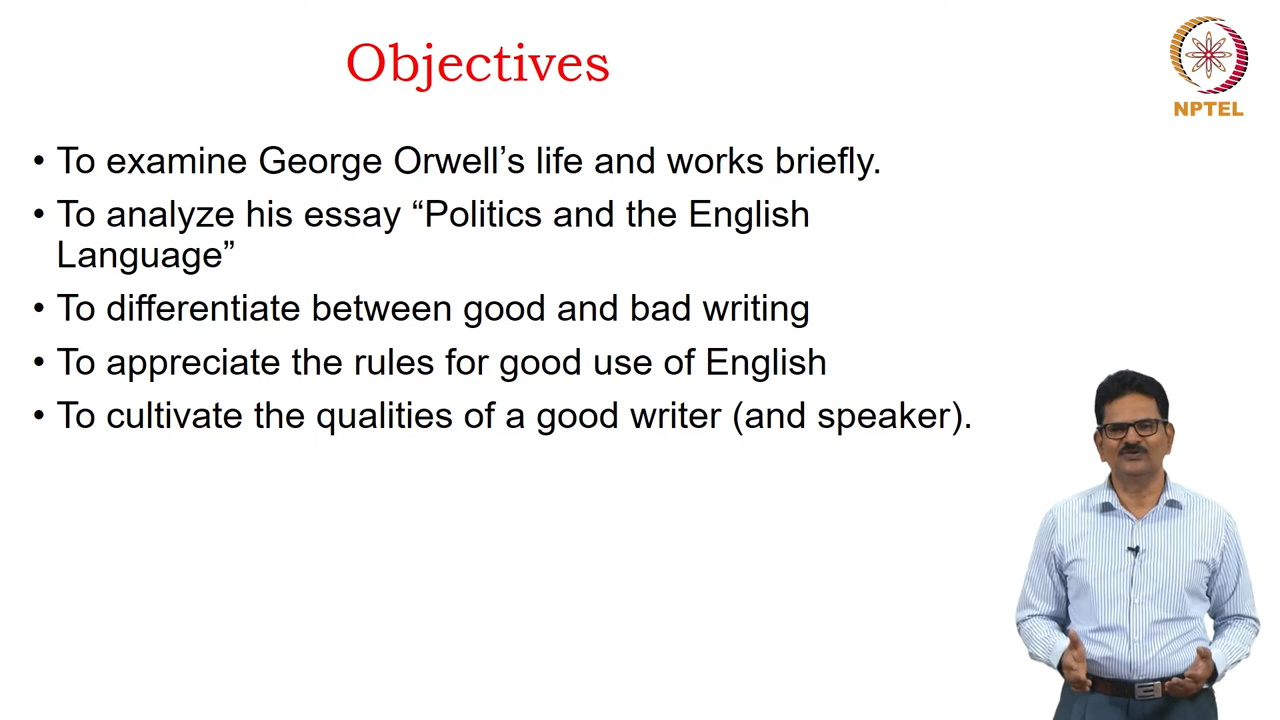 Objectives
NPTEL
• To examine George Orwell’s life and works briefly.
• To analyze his essay “Politics and the English
Language”
• To differentiate between good and bad writing
• To appreciate the rules for good use of English
• To cultivate the qualities of a good writer (and speaker).